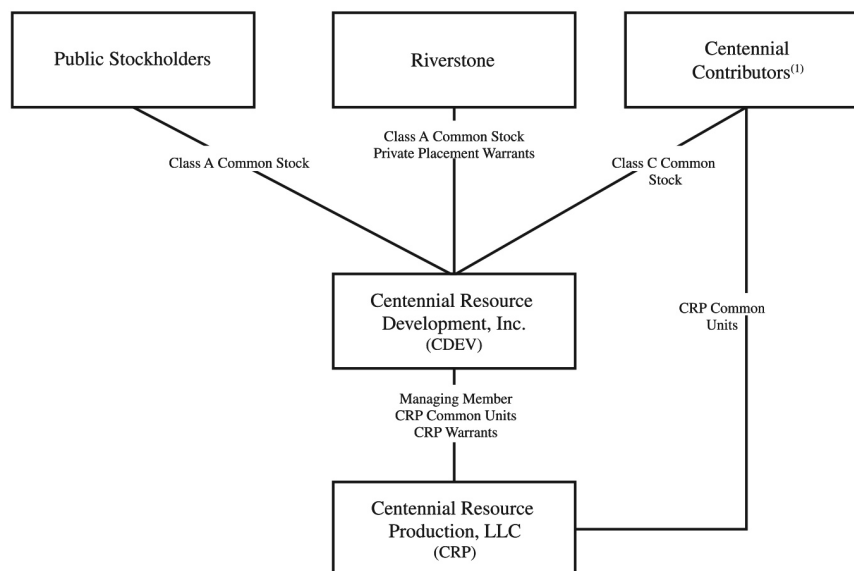 Public Stockholders
Riverstone
Centennial
Contributors(1)
Class A Common Stock
Class A Common Stock
Private Placement Warrants
Class C Common
Stock
Centennial Resource
Development, Inc.
(CDEV)
CRP Common
Units
Managing Member
CRP Common Units
CRP Warrants
Centennial Resource
Production, LLC
(CRP)